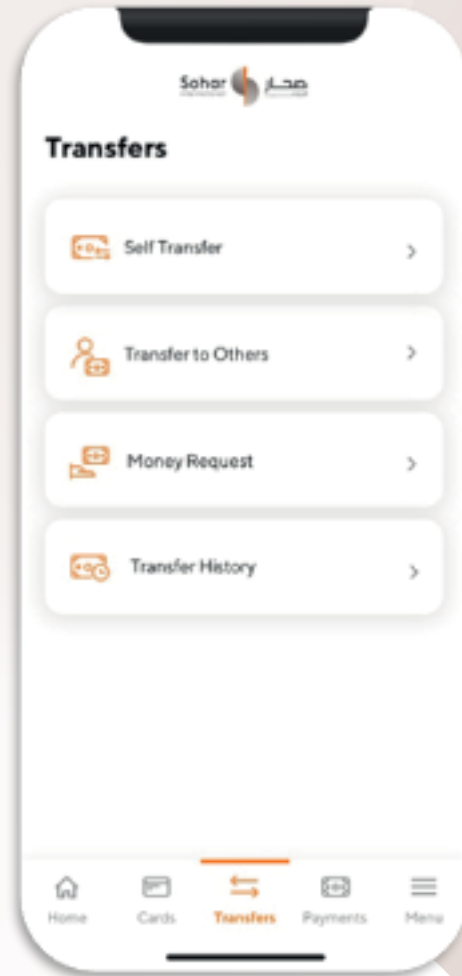 Sohar صحار
Transfers
Self Transfer
Transfer to Others
Money Request
Transfer History
Home Cards Transfers Payments Menu